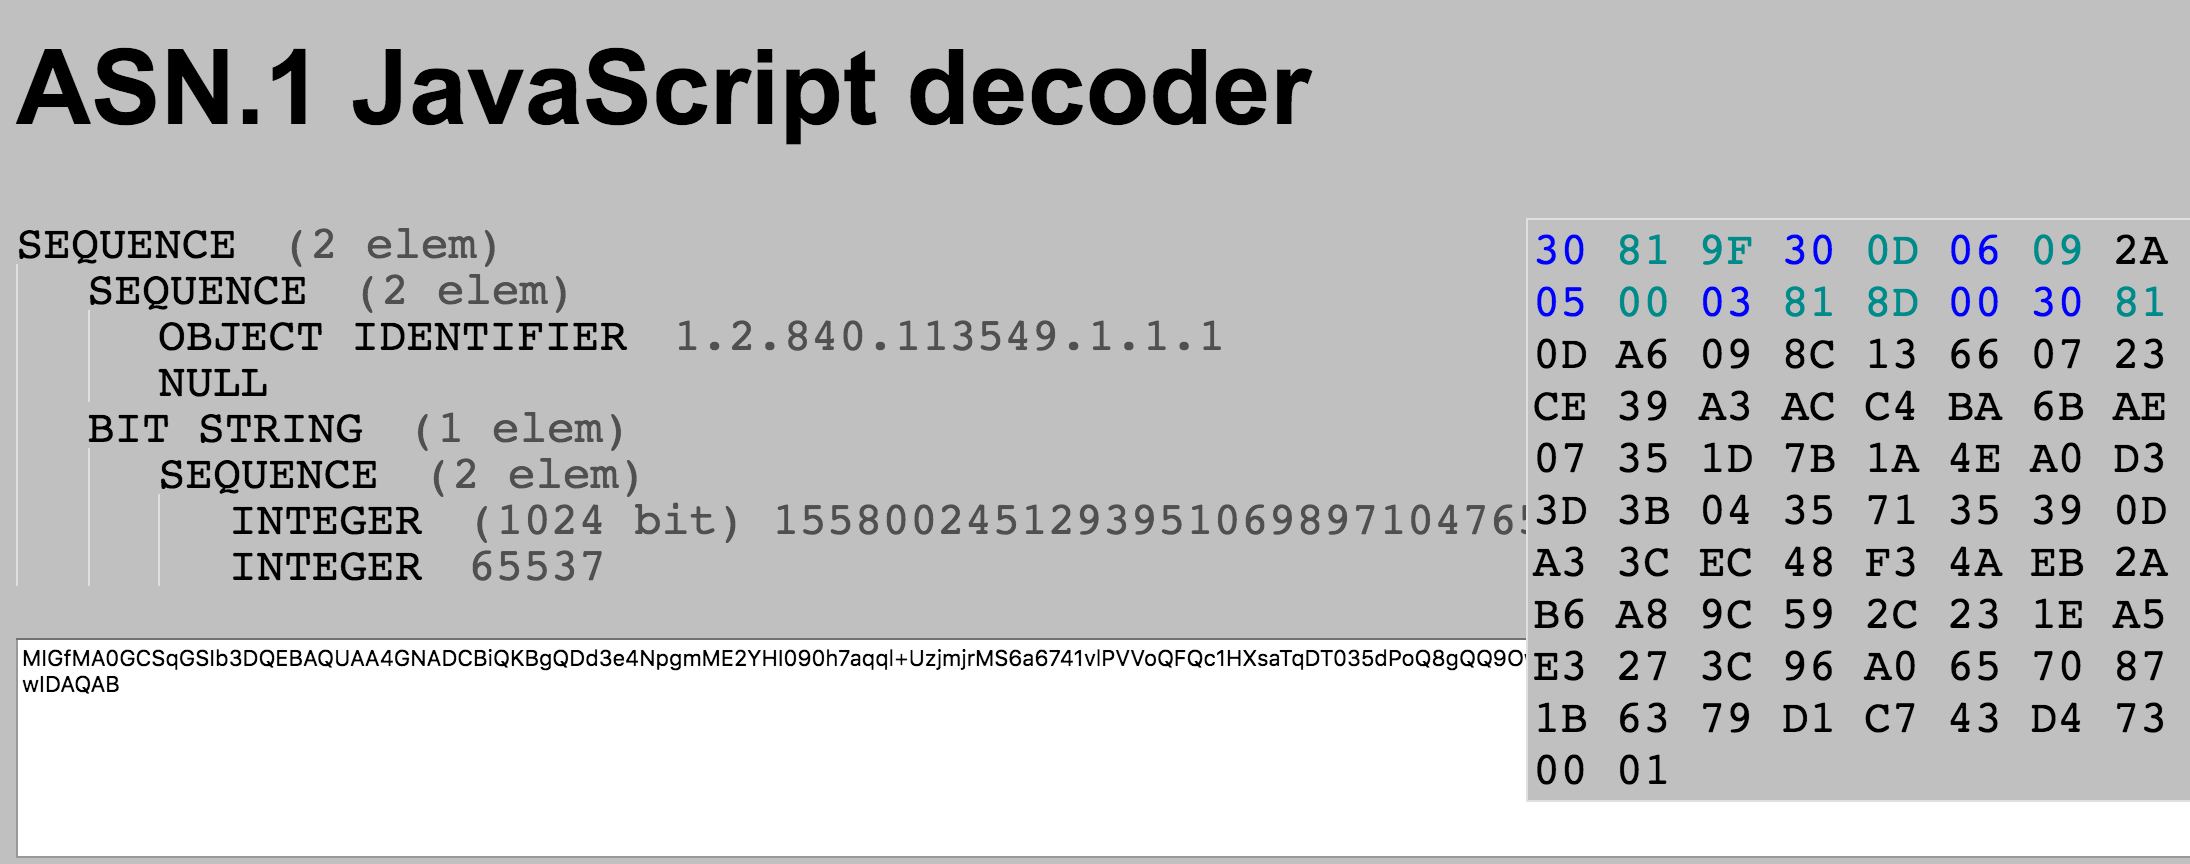 ASN.1 JavaScript decoder
SEQUENCE (2 elem)
SEQUENCE (2 elem)
OBJECT IDENTIFIER 1.2.840.113549.1.1.1
NULL
BIT STRING (1 elem)
SEQUENCE (2 elem)
INTEGER (1024 bit) 155800245129395106989710476
INTEGER 65537
30 81 9F 30 0D 06 09 2A
05 00 03 81 8D 00 30 81
0D A6 09 8C 13 66 07 23
CE 39 A3 AC C4 BA 6B AE
07 35 1D 7B 1A 4E A0 D3
3D 3B 04 35 71 35 39 0D
A3 3C EC 48 F3 4A EB 2A
B6 A8 9C 59 2C 23 1E A5
E3 27 3C 96 A0 65 70 87
1B 63 79 D1 C7 43 D4 73
00 01
MIGfMA0GCSqGSIb3DQEBAQUAA4GNADCBiQKBgQDd3e4NpgmME2YHI090h7aqql+UzjmjrMS6a6741vlPVVoQFQc1HXsaTqDT035dPoQ8gQQ9O
wIDAQAB